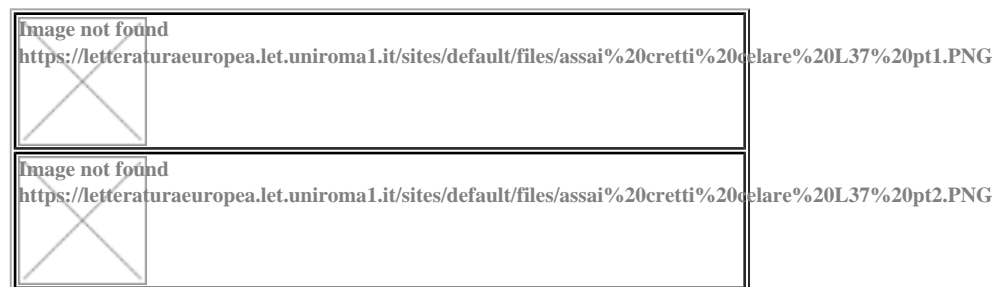 Image not found
https://letteraturaeuropea.let.uniroma1.it/sites/default/files/assai%20cretti%20celare%20L37%20pt1.PNG
Image not found
https://letteraturaeuropea.let.uniroma1.it/sites/default/files/assai%20cretti%20celare%20L37%20pt2.PNG